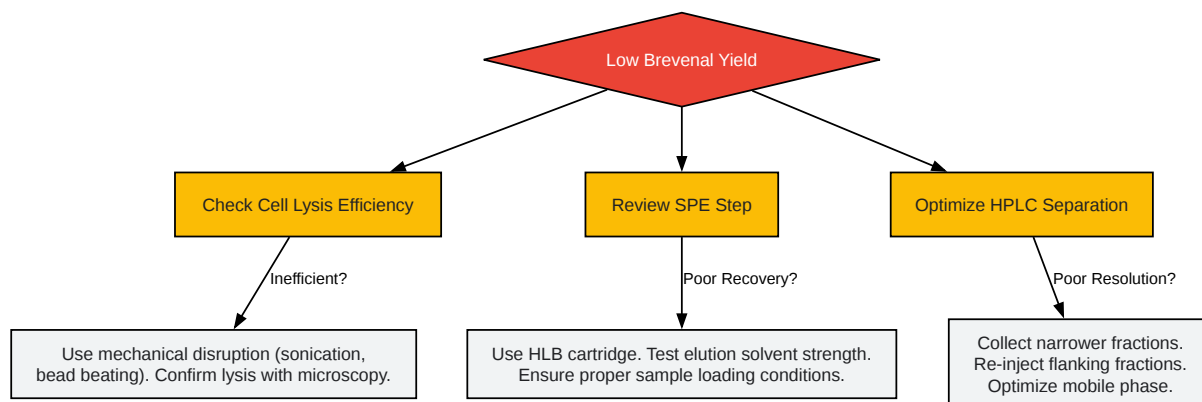 Low Brevenal Yield
Check Cell Lysis Efficiency
Review SPE Step
Optimize HPLC Separation
Inefficient?
Poor Recovery?
Poor Resolution?
Use mechanical disruption (sonication,
bead beating). Confirm lysis with microscopy.
Use HLB cartridge. Test elution solvent strength.
Ensure proper sample loading conditions.
Collect narrower fractions.
Re-inject flanking fractions.
Optimize mobile phase.